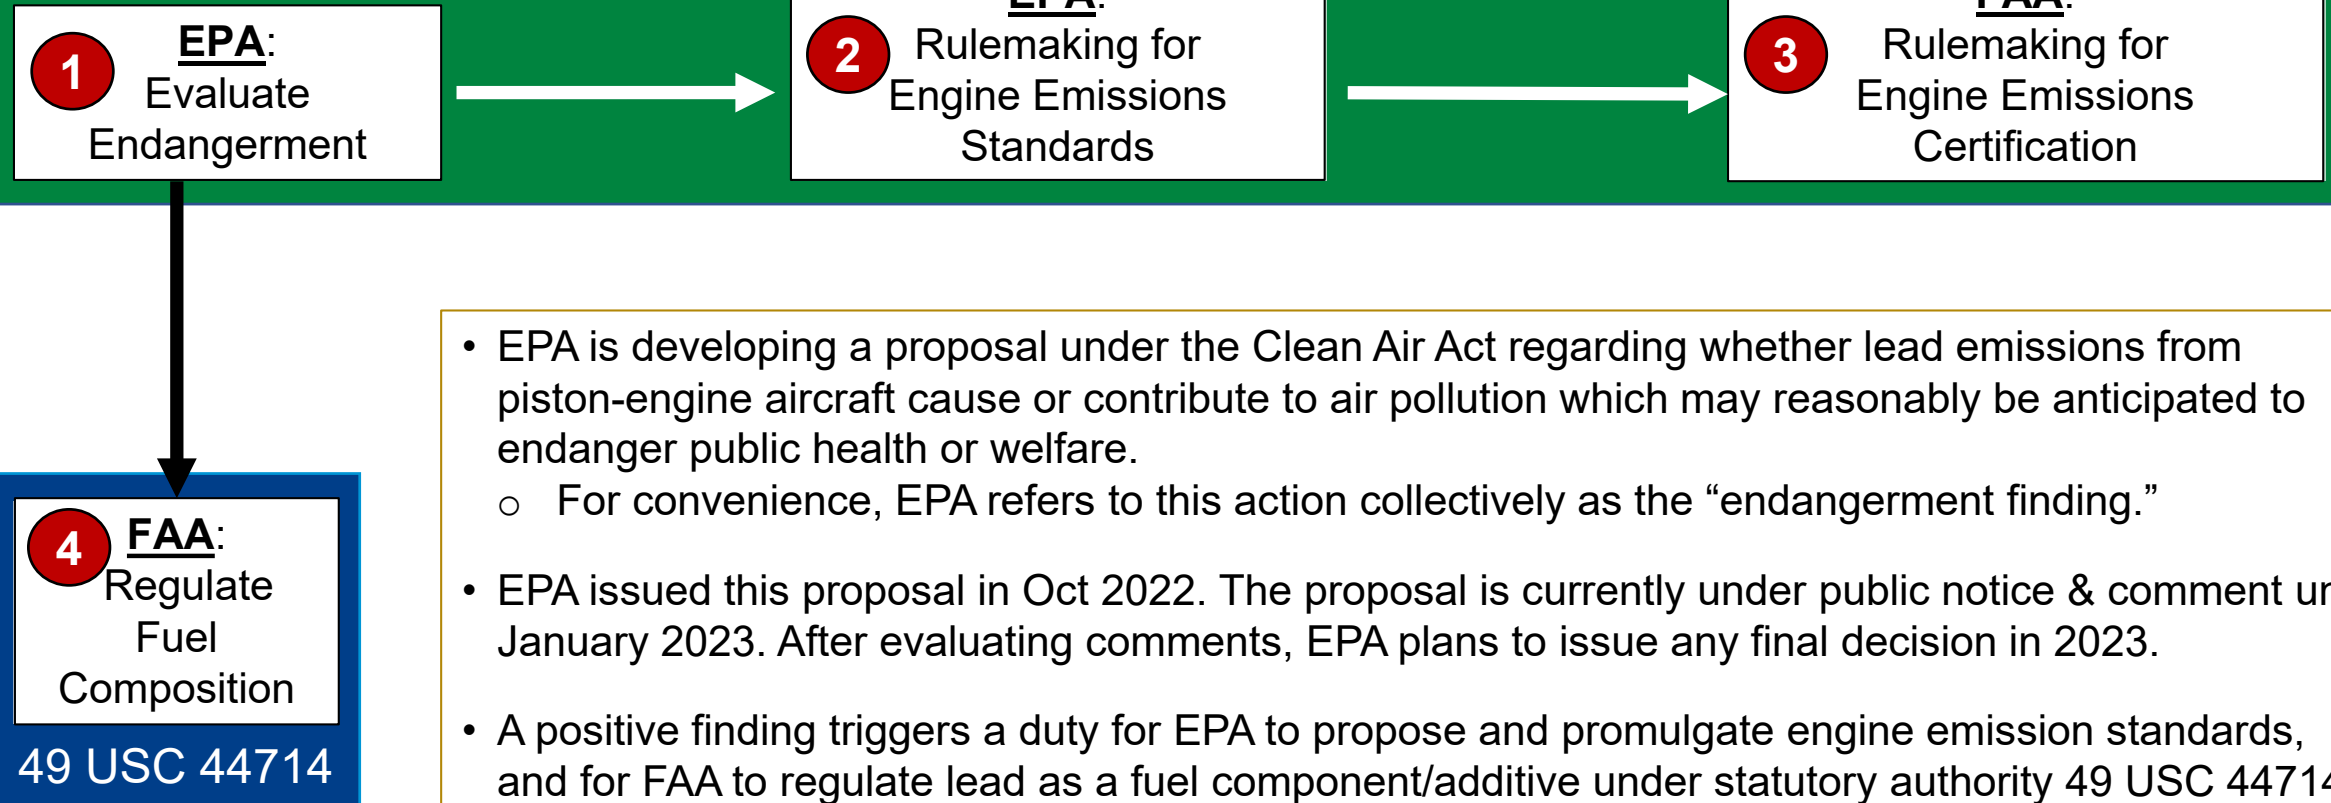 1
EPA:
Evaluate
Endangerment
2
EPA:
Rulemaking for
Engine Emissions
Standards
3
FAA:
Rulemaking for
Engine Emissions
Certification
4
FAA:
Regulate
Fuel
Composition
49 USC 44714
• EPA is developing a proposal under the Clean Air Act regarding whether lead emissions from
piston-engine aircraft cause or contribute to air pollution which may reasonably be anticipated to
endanger public health or welfare.
o For convenience, EPA refers to this action collectively as the “endangerment finding.”
• EPA issued this proposal in Oct 2022. The proposal is currently under public notice & comment
January 2023. After evaluating comments, EPA plans to issue any final decision in 2023.
• A positive finding triggers a duty for EPA to propose and promulgate engine emission standards,
and for FAA to regulate lead as a fuel component/additive under statutory authority 49 USC 44714